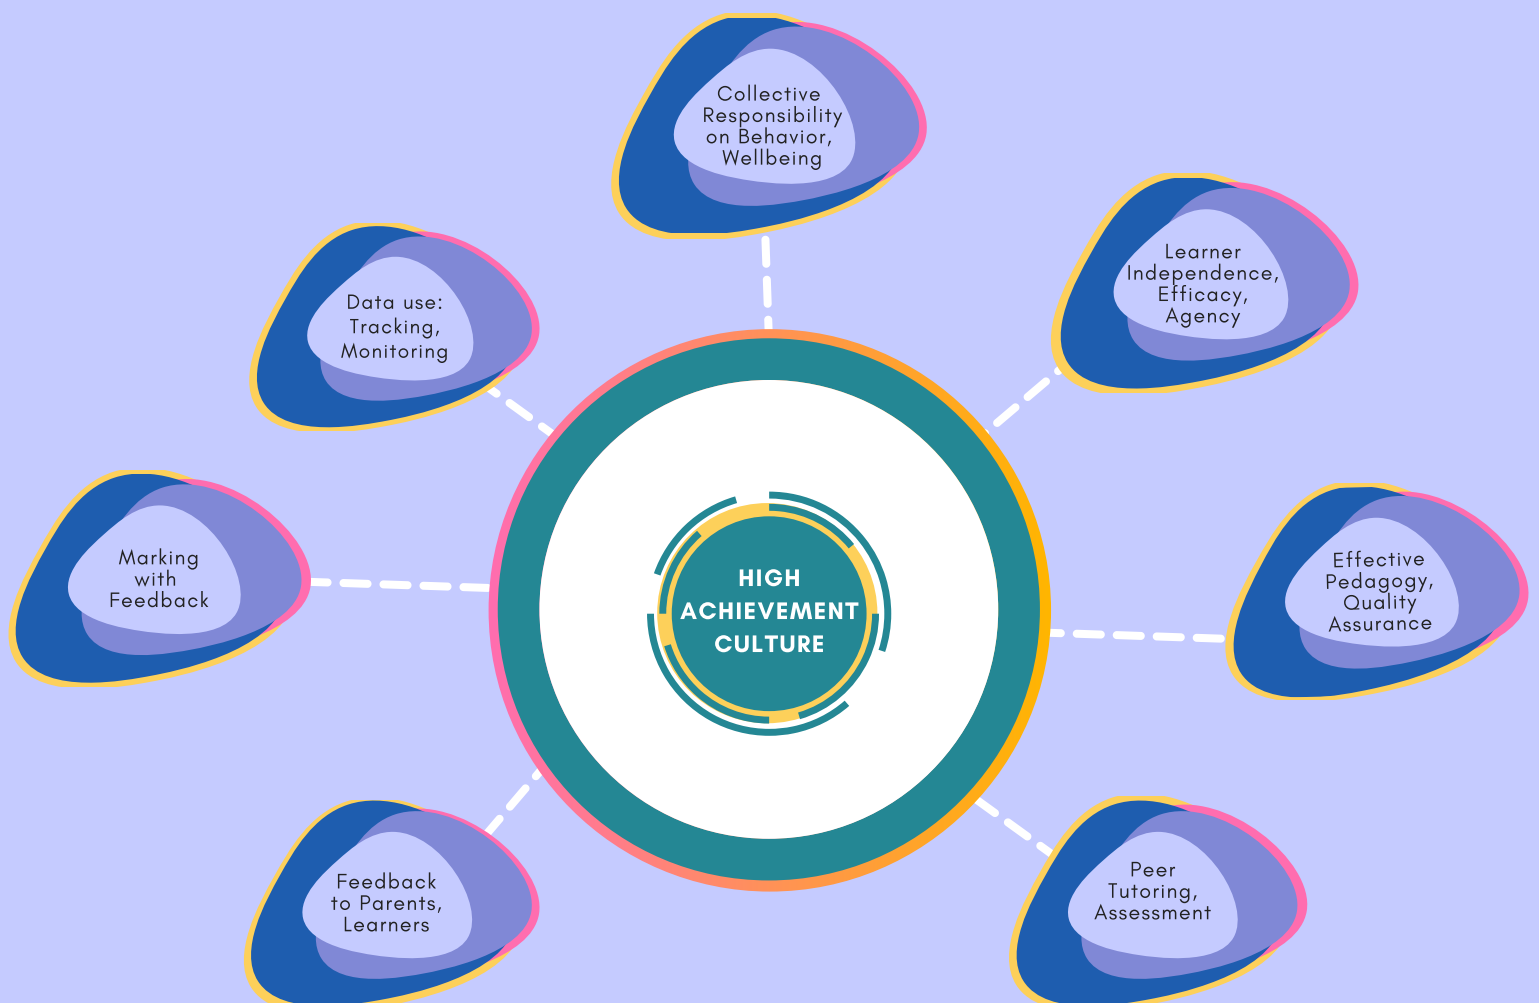 Collective
Responsibility
on Behavior,
Wellbeing
Learner
Independence,
Efficacy,
Agency
Data use:
Tracking,
Monitoring
Marking
with
Feedback
HIGH
ACHIEVEMENT
CULTURE
Effective
Pedagogy,
Quality
Assurance
Feedback
to Parents,
Learners
Peer
Tutoring,
Assessment